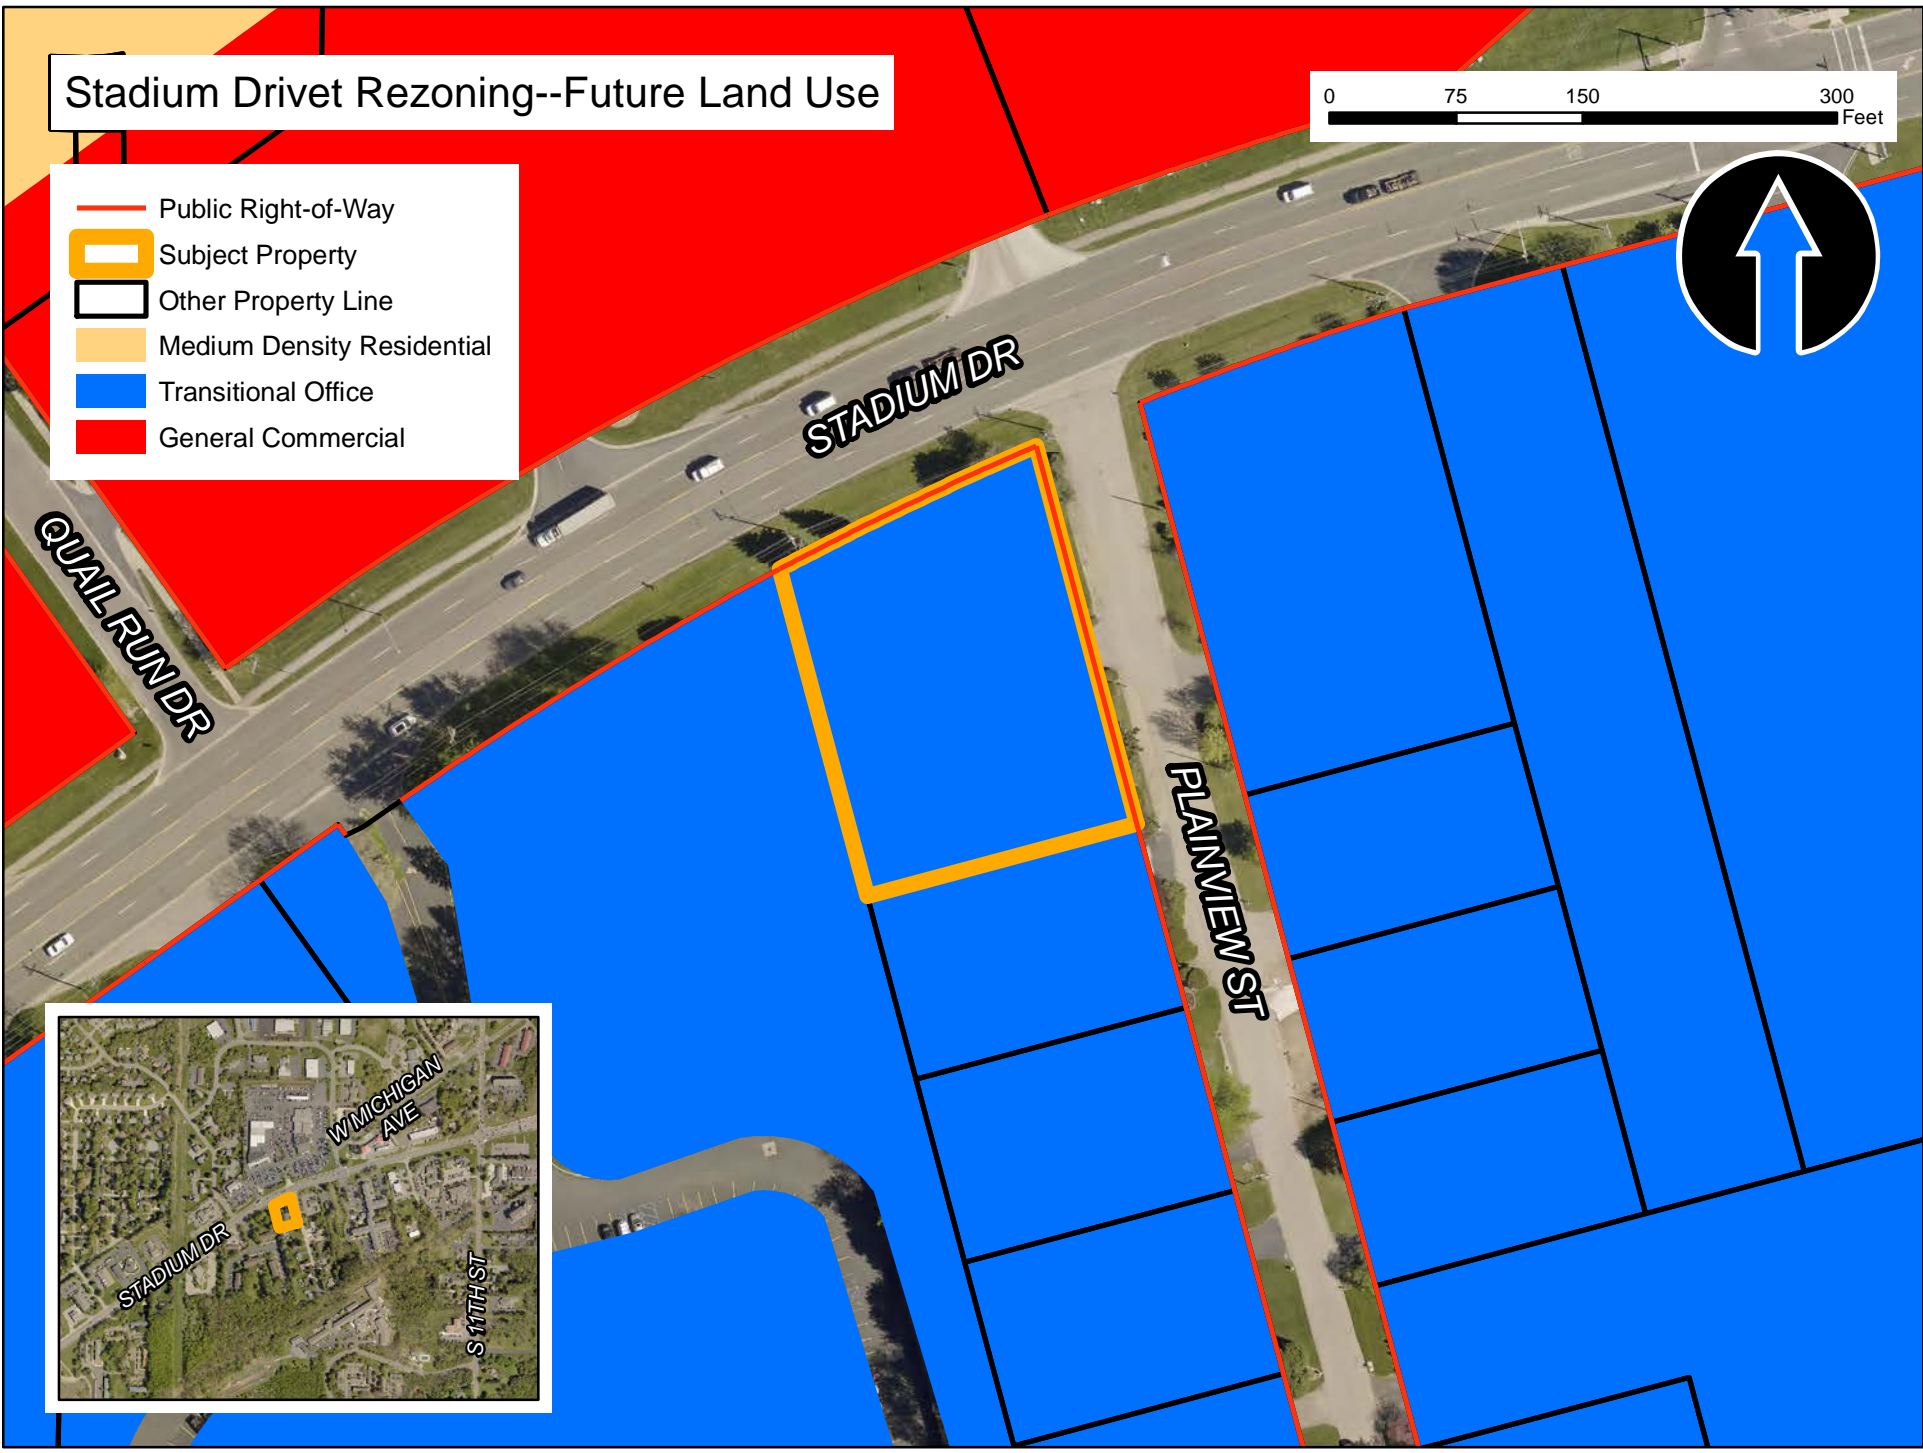 Stadium Drivet Rezoning--Future Land Use
0 75 150 300
Feet
Public Right-of-Way
Subject Property
Other Property Line
Medium Density Residential
Transitional Office
General Commercial
STADIUM DR
QUAIL RUN DR
PLAINVIEW ST
W MICHIGAN
AVE
STADIUM DR
S 11TH ST